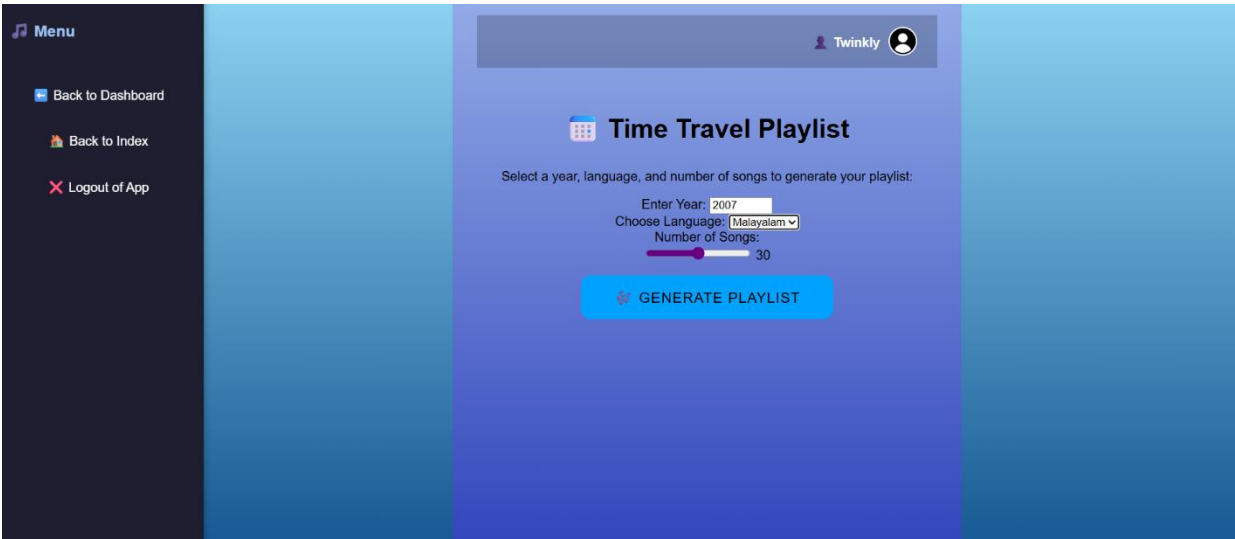 Menu
Back to Dashboard
Back to Index
Logout of App
Twinkly
Time Travel Playlist
Select a year, language, and number of songs to generate your playlist:
Enter Year: 2007
Choose Language: Malayalam
Number of Songs:
30
GENERATE PLAYLIST